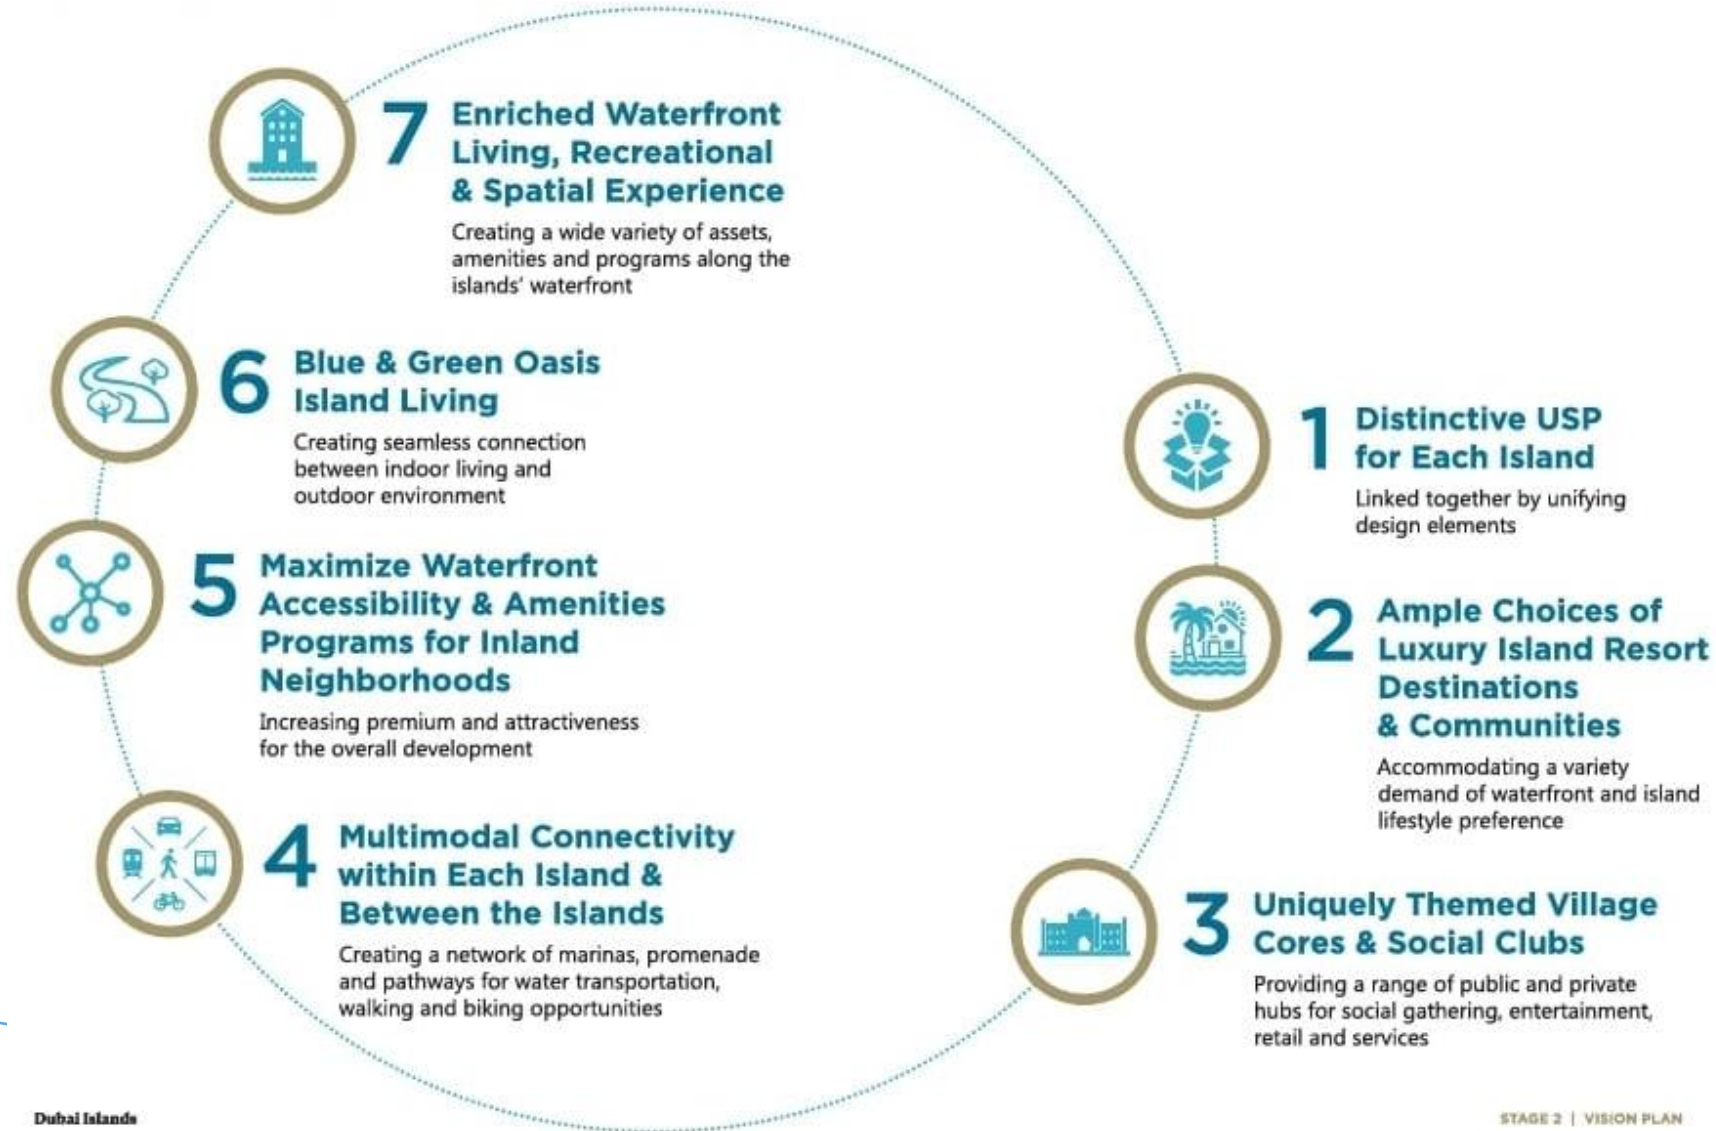 7
Enriched Waterfront
Living, Recreational
& Spatial Experience
Creating a wide variety of assets,
amenities and programs along the
islands' waterfront
6
Blue & Green Oasis
Island Living
Creating seamless connection
between indoor living and
outdoor environment
5
Maximize Waterfront
Accessibility & Amenities
Programs for Inland
Neighborhoods
Increasing premium and attractiveness
for the overall development
4
Multimodal Connectivity
within Each Island &
Between the Islands
Creating a network of marinas, promenade
and pathways for water transportation,
walking and biking opportunities
1
Distinctive USP
for Each Island
Linked together by unifying
design elements
2
Ample Choices of
Luxury Island Resort
Destinations
& Communities
Accommodating a variety
demand of waterfront and island
lifestyle preference
3
Uniquely Themed Village
Cores & Social Clubs
Providing a range of public and private
hubs for social gathering, entertainment,
retail and services
Dubai Islands
STAGE 2 | VISION PLAN